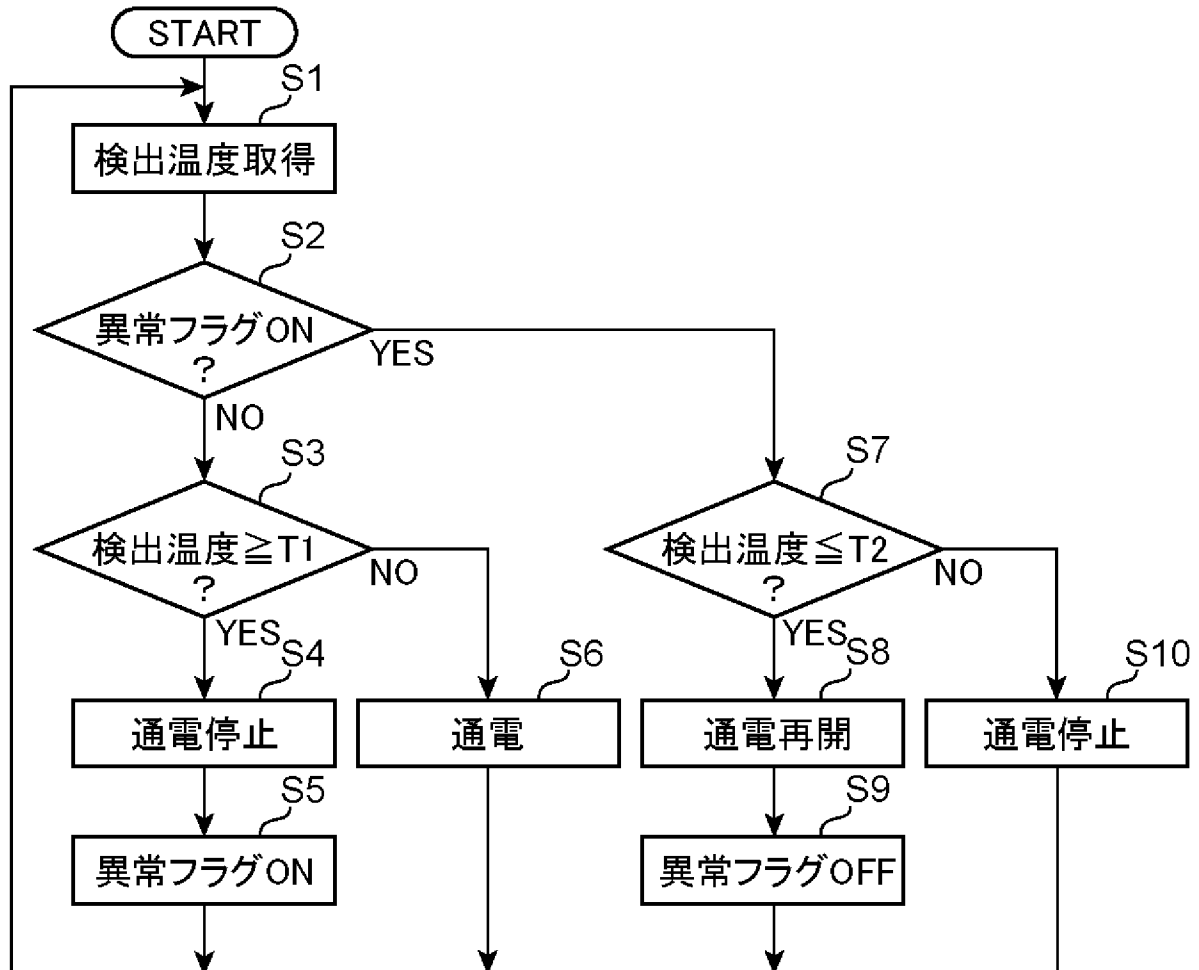 START
S1
検出温度取得
S2
異常フラグON
?
YES
NO
S3
検出温度≧T1
?
NO
YES
S7
検出温度≦T2
?
NO
YES
S4
通電停止
S6
通電
S8
通電再開
S10
通電停止
S5
異常フラグON
S9
異常フラグOFF